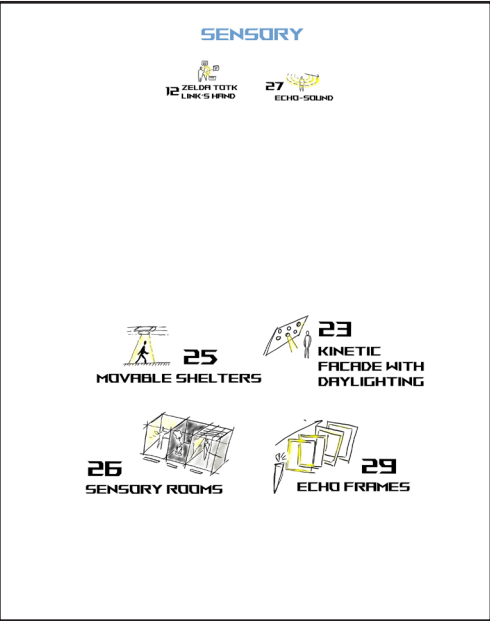 SENSORY
12 ZELDA TOTK
LINK'S HAND
27
ECHO-SOUND
25
MOVABLE SHELTERS
23
KINETIC
FACADE WITH
DAYLIGHTING
26
SENSORY ROOMS
29
ECHO FRAMES